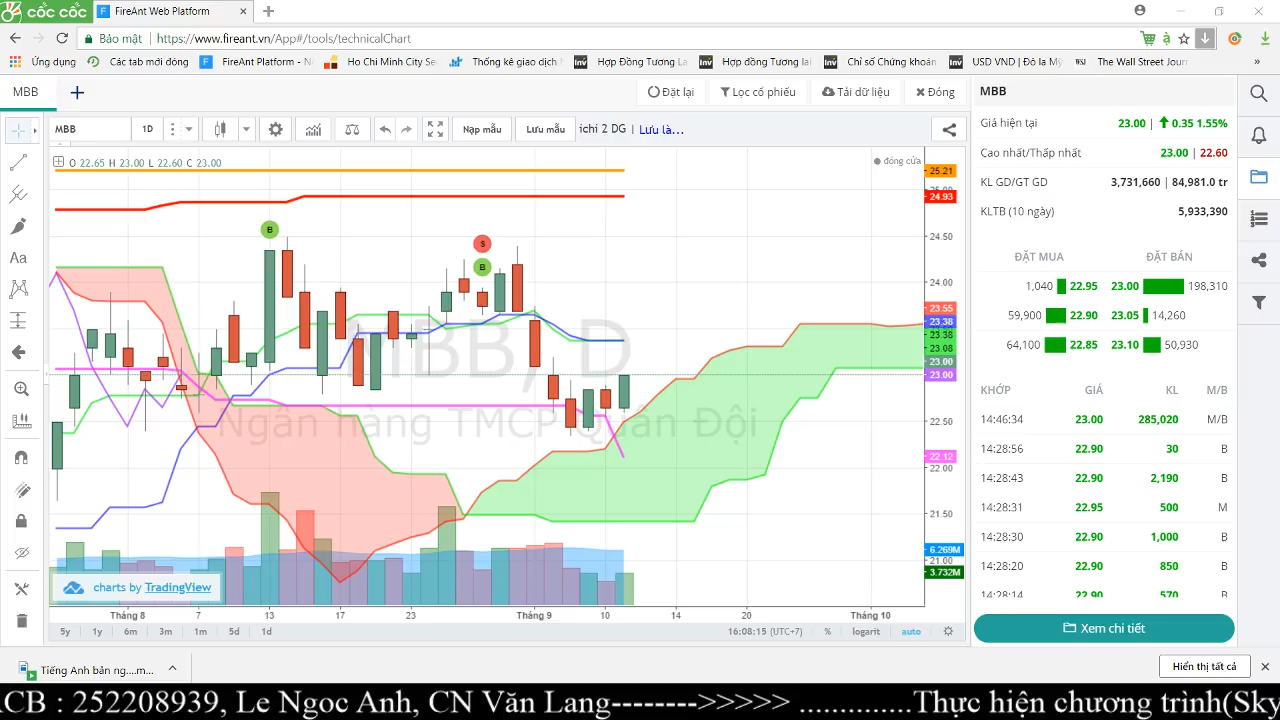 CỐC CỐC FireAnt Web Platform
Bảo mật https://www.fireant.vn/App#/tools/technicalChart
Ứng dụng Các tab mới đóng FireAnt Platform - Ho Chi Minh City Se Thống kê giao dịch Hợp Đồng Tương La Hợp đồng Tương lai Chỉ số Chứng khoán USD VND | Đô la Mỹ WSJ The Wall Street Jour
MBB
Đặt lại Lọc cổ phiếu Tải dữ liệu Đóng
MBB 1D Nạp mẫu Lưu mẫu ichi 2 DG | Lưu là...
O 22.65 H 23.00 L 22.60 C 23.00
đóng cửa
MBB, D
Ngân hàng TMCP Quân Đội
B
S
B
Aa
25.21
25.00
24.93
24.50
24.00
23.55
23.38
23.38
23.08
23.00
23.00
22.50
22.12
22.00
21.50
6.269M
21.00
3.732M
charts by TradingView
Tháng 8 7 13 17 23 Tháng 9 10 14 20 Tháng 10
5y 1y 6m 3m 1m 5d 1d 16:08:15 (UTC+7) % logarit auto
MBB
Giá hiện tại 23.00 | 0.35 1.55%
Cao nhất/Thấp nhất 23.00 | 22.60
KL GD/GT GD 3,731,660 | 84,981.0 tr
KLTB (10 ngày) 5,933,390
ĐẶT MUA ĐẶT BÁN
1,040 22.95 23.00 198,310
59,900 22.90 23.05 14,260
64,100 22.85 23.10 50,930
KHỚP GIÁ KL M/B
14:46:34 23.00 285,020 M/B
14:28:56 22.90 30 B
14:28:43 22.90 2,190 B
14:28:31 22.95 500 M
14:28:30 22.90 1,000 B
14:28:20 22.90 850 B
14:28:14 22.90 570 B
Xem chi tiết
Tiếng Anh bản ng....m... Hiển thị tất cả
ACB : 252208939, Le Ngoc Anh, CN Văn Lang-------->>>>> ..............Thực hiện chương trình(Sky